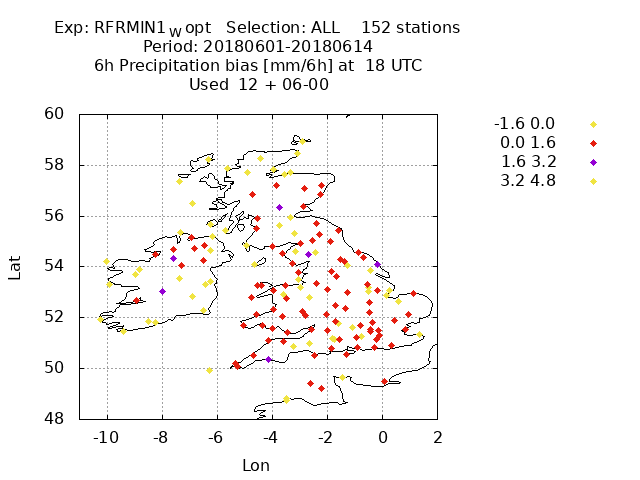 Exp: RFRMIN1 W opt Selection: ALL 152 stations
Period: 20180601-20180614
6h Precipitation bias [mm/6h] at 18 UTC
Used 12 + 06-00
60
58
56
54
52
50
48
-10 -8 -6 -4 -2 0 2
Lat
Lon
-1.6 0.0
0.0 1.6
1.6 3.2
3.2 4.8